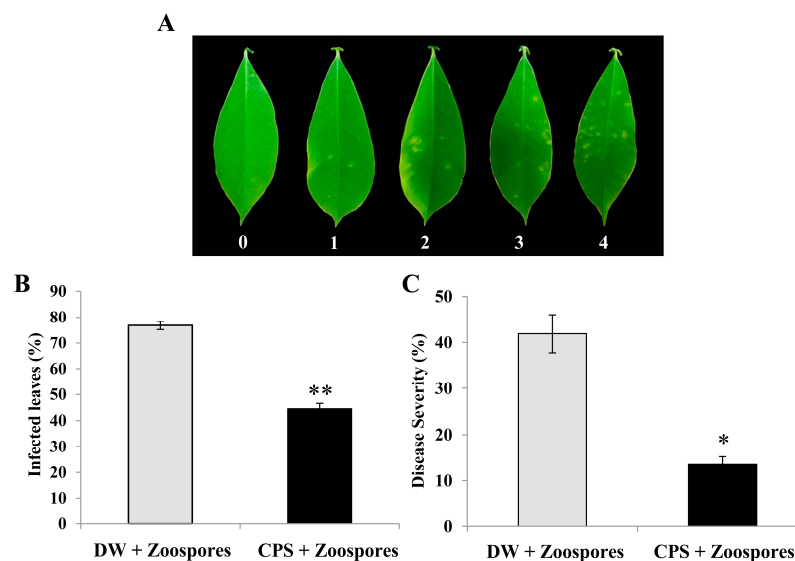 A
0 1 2 3 4
B
Infected leaves (%)
90
80
70
60
50
40
30
20
10
0
**
DW + Zoospores CPS + Zoospores
C
Disease Severity (%)
50
40
30
20
10
0
*
DW + Zoospores CPS + Zoospores